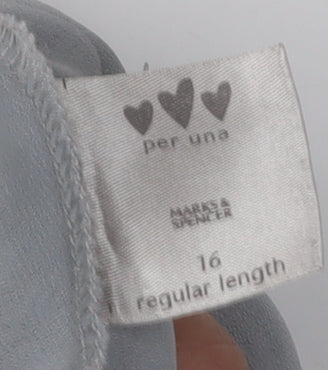 per una
MARKS &
SPENCER
16
regular length